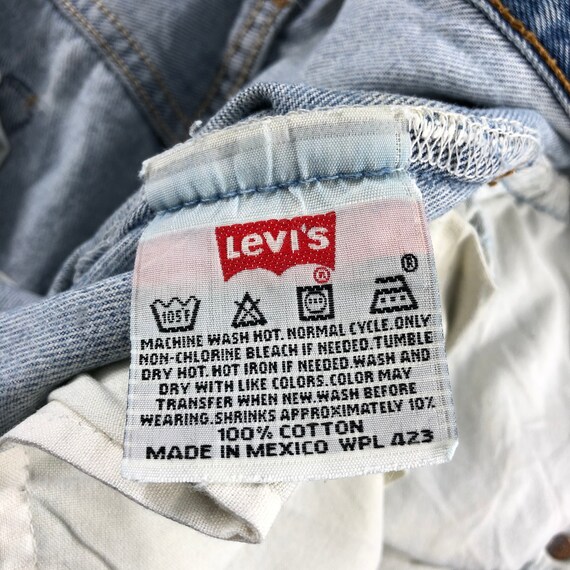 LEVI'S
®
®
105F
MACHINE WASH HOT. NORMAL CYCLE. ONLY
NON-CHLORINE BLEACH IF NEEDED. TUMBLE
DRY HOT. HOT IRON IF NEEDED. WASH AND
DRY WITH LIKE COLORS. COLOR MAY
TRANSFER WHEN NEW. WASH BEFORE
WEARING. SHRINKS APPROXIMATELY 10%
100% COTTON
MADE IN MEXICO WPL 423